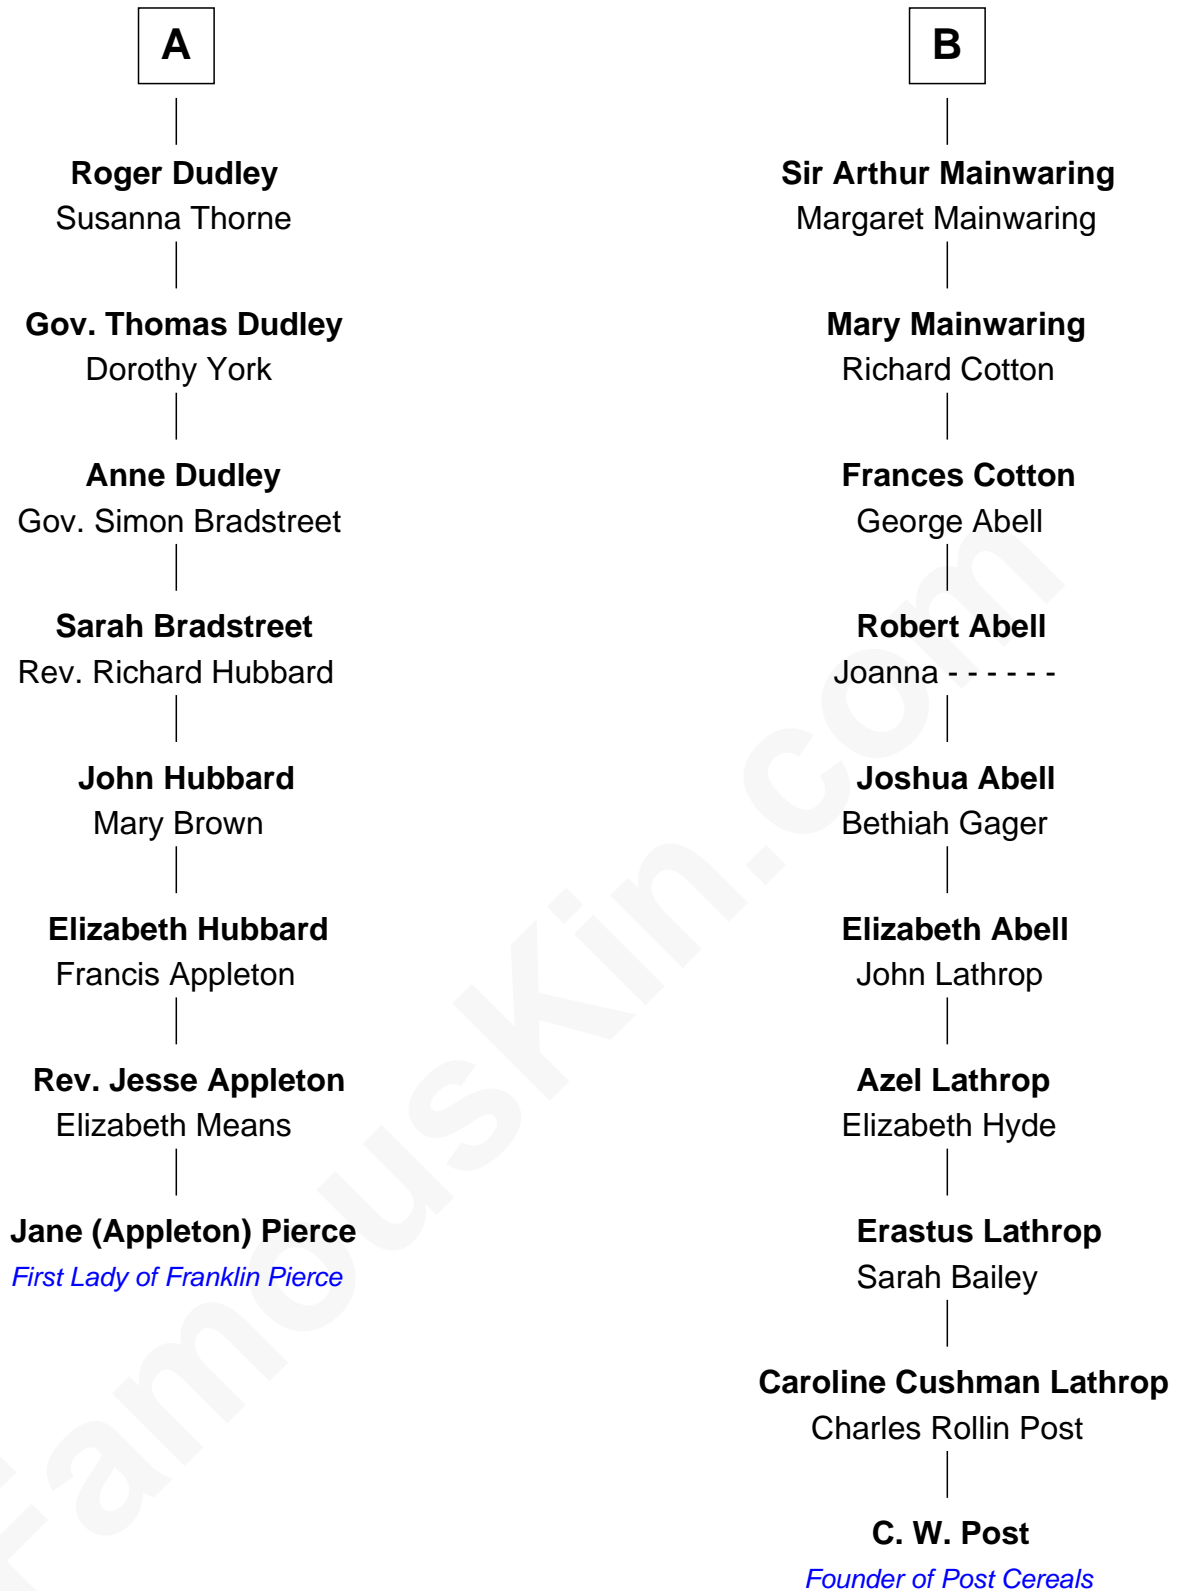 A
Roger Dudley
Susanna Thorne
Gov. Thomas Dudley
Dorothy York
Anne Dudley
Gov. Simon Bradstreet
Sarah Bradstreet
Rev. Richard Hubbard
John Hubbard
Mary Brown
Elizabeth Hubbard
Francis Appleton
Rev. Jesse Appleton
Elizabeth Means
Jane (Appleton) Pierce
First Lady of Franklin Pierce
B
Sir Arthur Mainwaring
Margaret Mainwaring
Mary Mainwaring
Richard Cotton
Frances Cotton
George Abell
Robert Abell
Joanna - - - - - -
Joshua Abell
Bethiah Gager
Elizabeth Abell
John Lathrop
Azel Lathrop
Elizabeth Hyde
Erastus Lathrop
Sarah Bailey
Caroline Cushman Lathrop
Charles Rollin Post
C. W. Post
Founder of Post Cereals
FamousKin.com